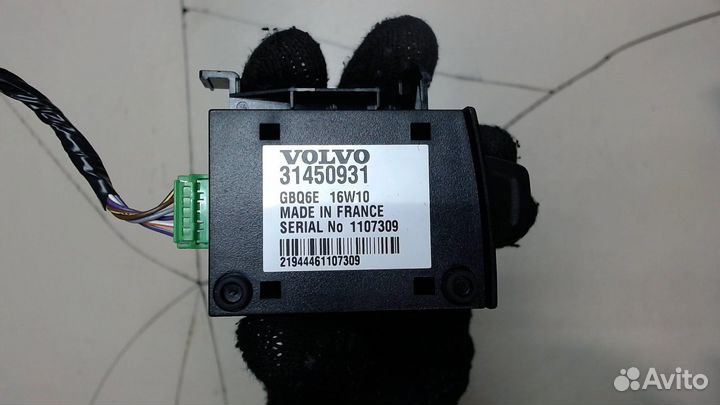 VOLVO
31450931
GBQ6E 16W10
MADE IN FRANCE
SERIAL No 1107309
21944461107309
Avito